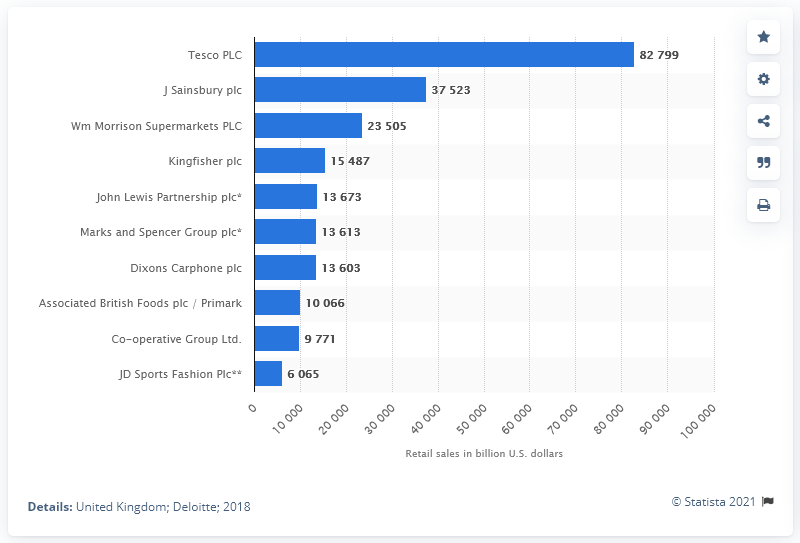 Tesco PLC 82 799
J Sainsbury plc 37 523
Wm Morrison Supermarkets PLC 23 505
Kingfisher plc 15 487
John Lewis Partnership plc* 13 673
Marks and Spencer Group plc* 13 613
Dixons Carphone plc 13 603
Associated British Foods plc / Primark 10 066
Co-operative Group Ltd. 9 771
JD Sports Fashion Plc** 6 065
0 10 000 20 000 30 000 40 000 50 000 60 000 70 000 80 000 90 000 100 000
Retail sales in billion U.S. dollars
Details: United Kingdom; Deloitte; 2018
© Statista 2021